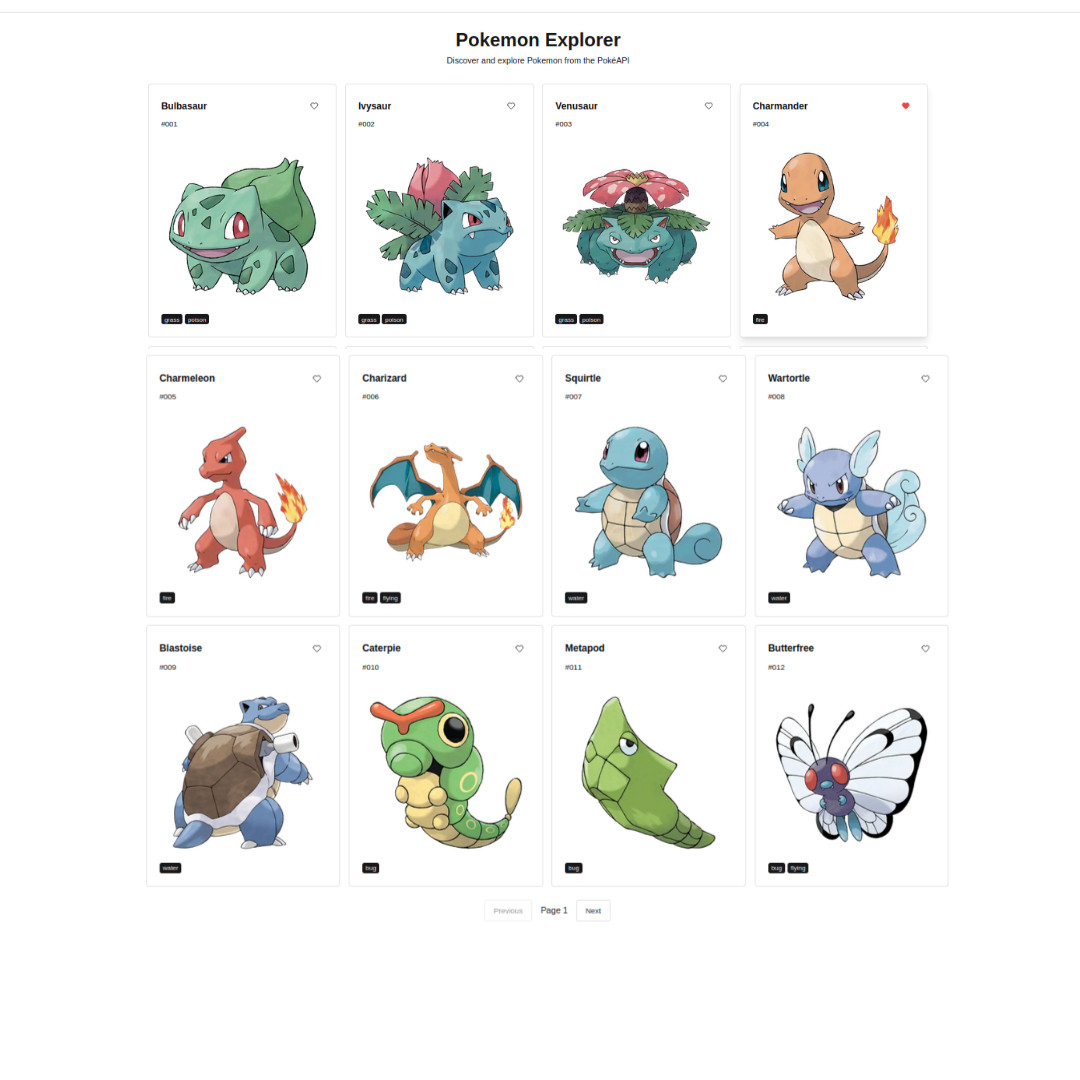 Pokemon Explorer
Discover and explore Pokemon from the PokéAPI
Bulbasaur
#001
grass poison
Ivysaur
#002
grass poison
Venusaur
#003
grass poison
Charmander
#004
fire
Charmeleon
#005
fire
Charizard
#006
fire flying
Squirtle
#007
water
Wartortle
#008
water
Blastoise
#009
water
Caterpie
#010
bug
Metapod
#011
bug
Butterfree
#012
bug flying
Previous Page 1 Next